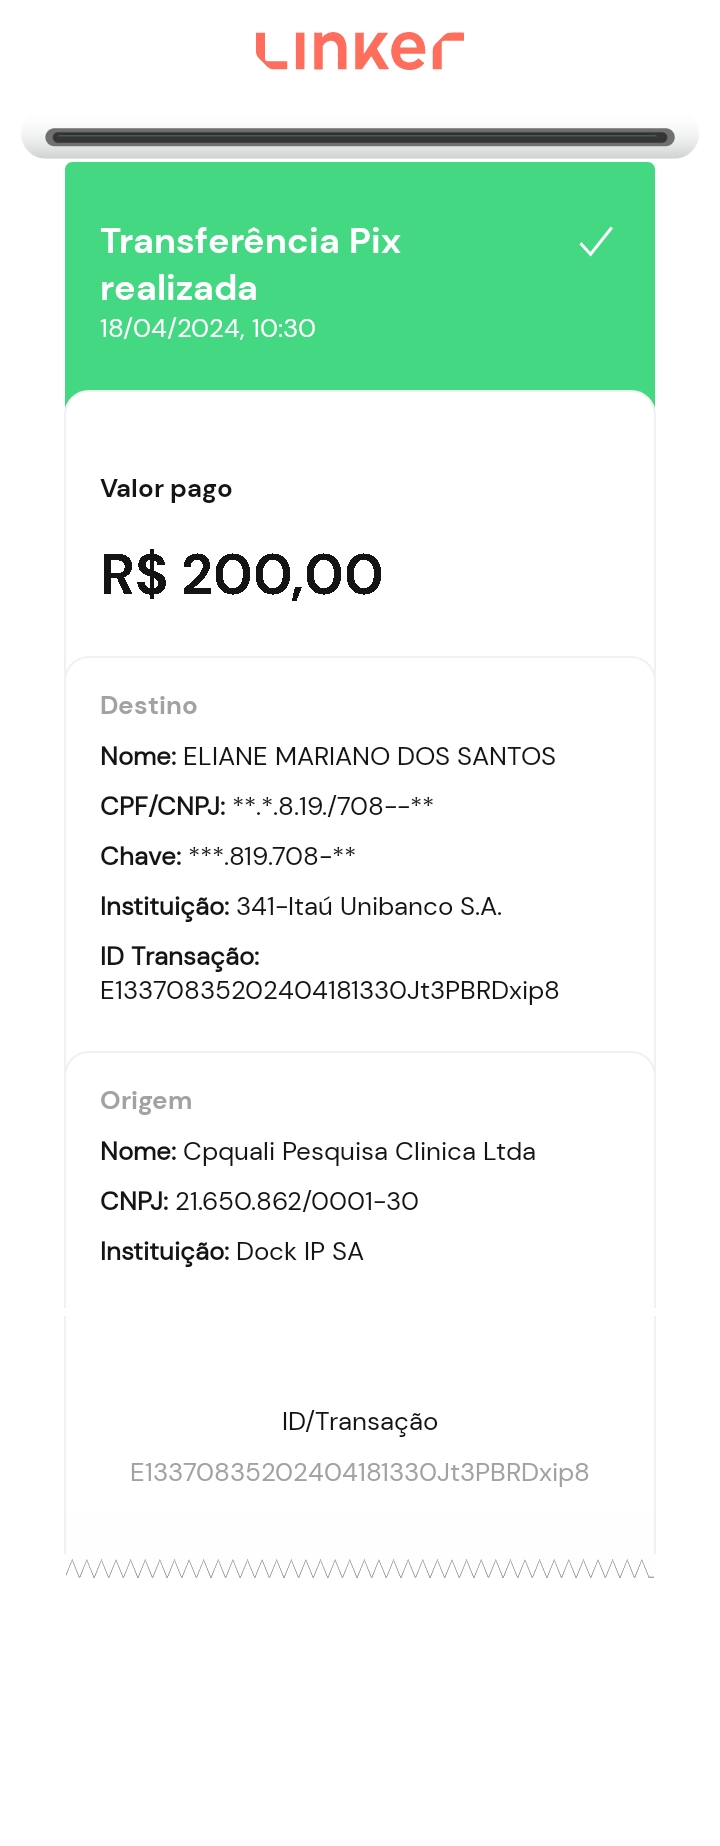 Linker
Transferência Pix
realizada
18/04/2024, 10:30
Valor pago
R$ 200,00
Destino
Nome: ELIANE MARIANO DOS SANTOS
CPF/CNPJ: **.*.8.19./708--**
Chave: ***.819.708-**
Instituição: 341-Itaú Unibanco S.A.
ID Transação:
E13370835202404181330Jt3PBRDxip8
Origem
Nome: Cpquali Pesquisa Clinica Ltda
CNPJ: 21.650.862/0001-30
Instituição: Dock IP SA
ID/Transação
E13370835202404181330Jt3PBRDxip8